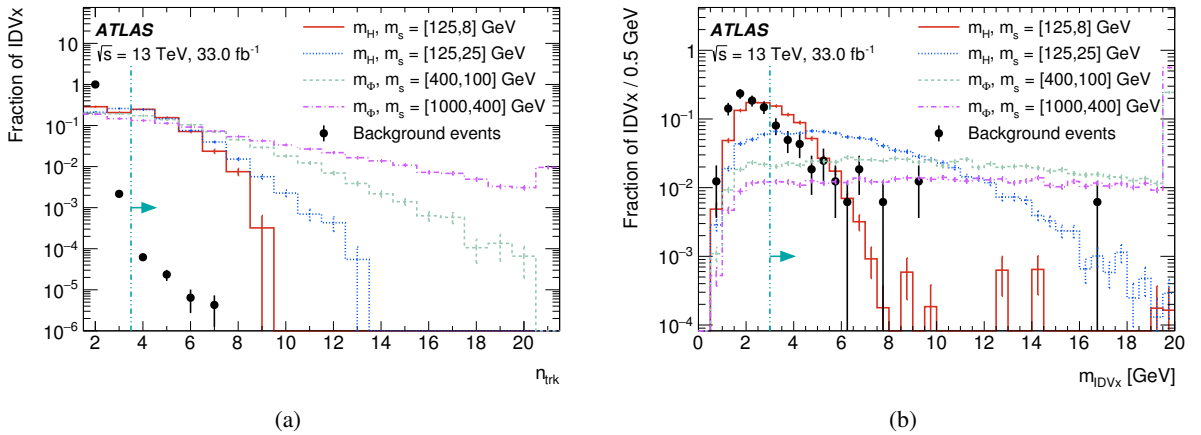 Fraction of IDVx
ATLAS
√s = 13 TeV, 33.0 fb⁻¹
m_H, m_s = [125,8] GeV
m_H, m_s = [125,25] GeV
m_Φ, m_s = [400,100] GeV
m_Φ, m_s = [1000,400] GeV
Background events
10
1
10⁻¹
10⁻²
10⁻³
10⁻⁴
10⁻⁵
10⁻⁶
2 4 6 8 10 12 14 16 18 20
n_trk
(a)
Fraction of IDVx / 0.5 GeV
ATLAS
√s = 13 TeV, 33.0 fb⁻¹
m_H, m_s = [125,8] GeV
m_H, m_s = [125,25] GeV
m_Φ, m_s = [400,100] GeV
m_Φ, m_s = [1000,400] GeV
Background events
1
10⁻¹
10⁻²
10⁻³
10⁻⁴
0 2 4 6 8 10 12 14 16 18 20
m_IDVx [GeV]
(b)